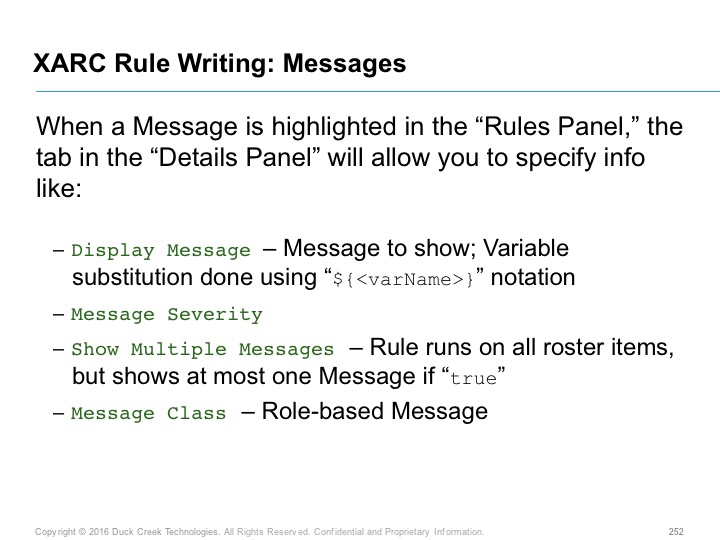 XARC Rule Writing: Messages
When a Message is highlighted in the “Rules Panel,” the
tab in the “Details Panel” will allow you to specify info
like:
– Display Message – Message to show; Variable
substitution done using “${<varName>}” notation
– Message Severity
– Show Multiple Messages – Rule runs on all roster items,
but shows at most one Message if “true”
– Message Class – Role-based Message
Copyright © 2016 Duck Creek Technologies. All Rights Reserved. Confidential and Proprietary Information. 252